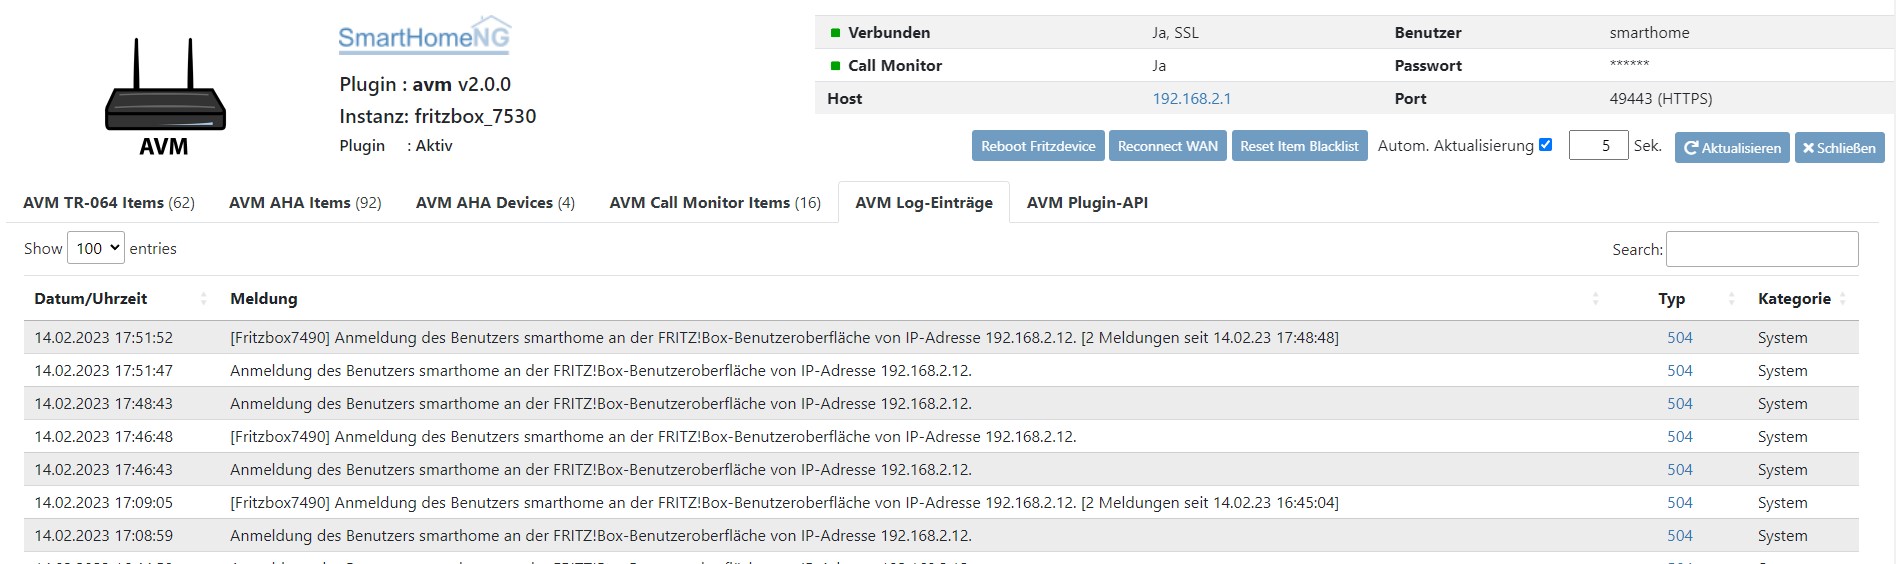 SmartHomeNG
Verbunden Ja, SSL Benutzer smarthome
Call Monitor Ja Passwort ******
Host 192.168.2.1 Port 49443 (HTTPS)
Plugin : avm v2.0.0
Instanz: fritzbox_7530
Plugin : Aktiv
AVM
Reboot Fritzdevice Reconnect WAN Reset Item Blacklist Autom. Aktualisierung 5 Sek. Aktualisieren Schließen
AVM TR-064 Items (62) AVM AHA Items (92) AVM AHA Devices (4) AVM Call Monitor Items (16) AVM Log-Einträge AVM Plugin-API
Show 100 entries Search:
Datum/Uhrzeit Meldung Typ Kategorie
14.02.2023 17:51:52 [Fritzbox7490] Anmeldung des Benutzers smarthome an der FRITZ!Box-Benutzeroberfläche von IP-Adresse 192.168.2.12. [2 Meldungen seit 14.02.23 17:48:48] 504 System
14.02.2023 17:51:47 Anmeldung des Benutzers smarthome an der FRITZ!Box-Benutzeroberfläche von IP-Adresse 192.168.2.12. 504 System
14.02.2023 17:48:43 Anmeldung des Benutzers smarthome an der FRITZ!Box-Benutzeroberfläche von IP-Adresse 192.168.2.12. 504 System
14.02.2023 17:46:48 [Fritzbox7490] Anmeldung des Benutzers smarthome an der FRITZ!Box-Benutzeroberfläche von IP-Adresse 192.168.2.12. 504 System
14.02.2023 17:46:43 Anmeldung des Benutzers smarthome an der FRITZ!Box-Benutzeroberfläche von IP-Adresse 192.168.2.12. 504 System
14.02.2023 17:09:05 [Fritzbox7490] Anmeldung des Benutzers smarthome an der FRITZ!Box-Benutzeroberfläche von IP-Adresse 192.168.2.12. [2 Meldungen seit 14.02.23 16:45:04] 504 System
14.02.2023 17:08:59 Anmeldung des Benutzers smarthome an der FRITZ!Box-Benutzeroberfläche von IP-Adresse 192.168.2.12. 504 System